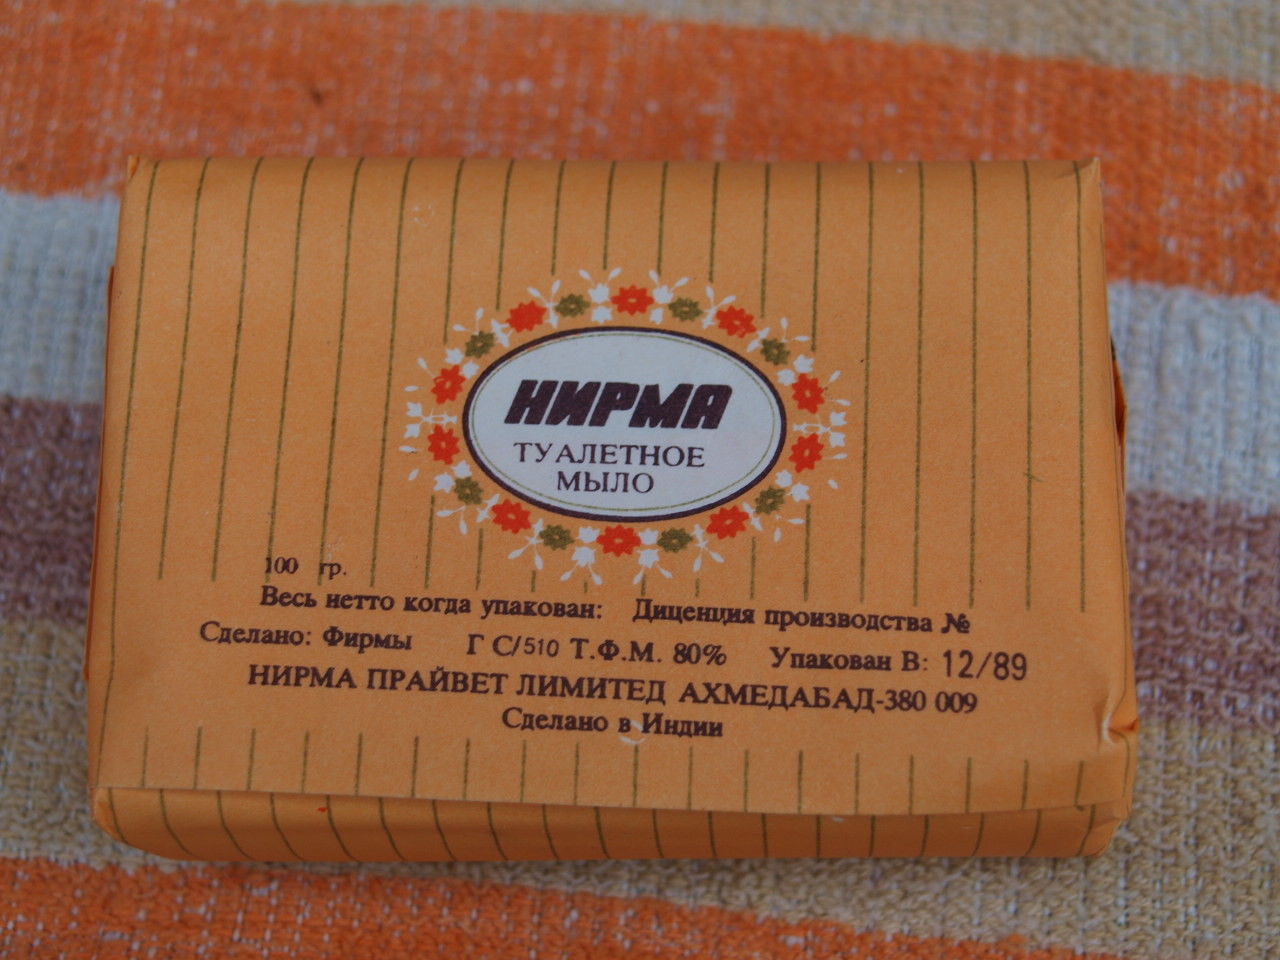 НИРМА
ТУАЛЕТНОЕ
МЫЛО
100 гр.
Весь нетто когда упакован: Диценция производства №
Сделано: Фирмы Г С/510 Т.Ф.М. 80% Упакован В: 12/89
НИРМА ПРАЙВЕТ ЛИМИТЕД АХМЕДАБАД-380 009
Сделано в Индии